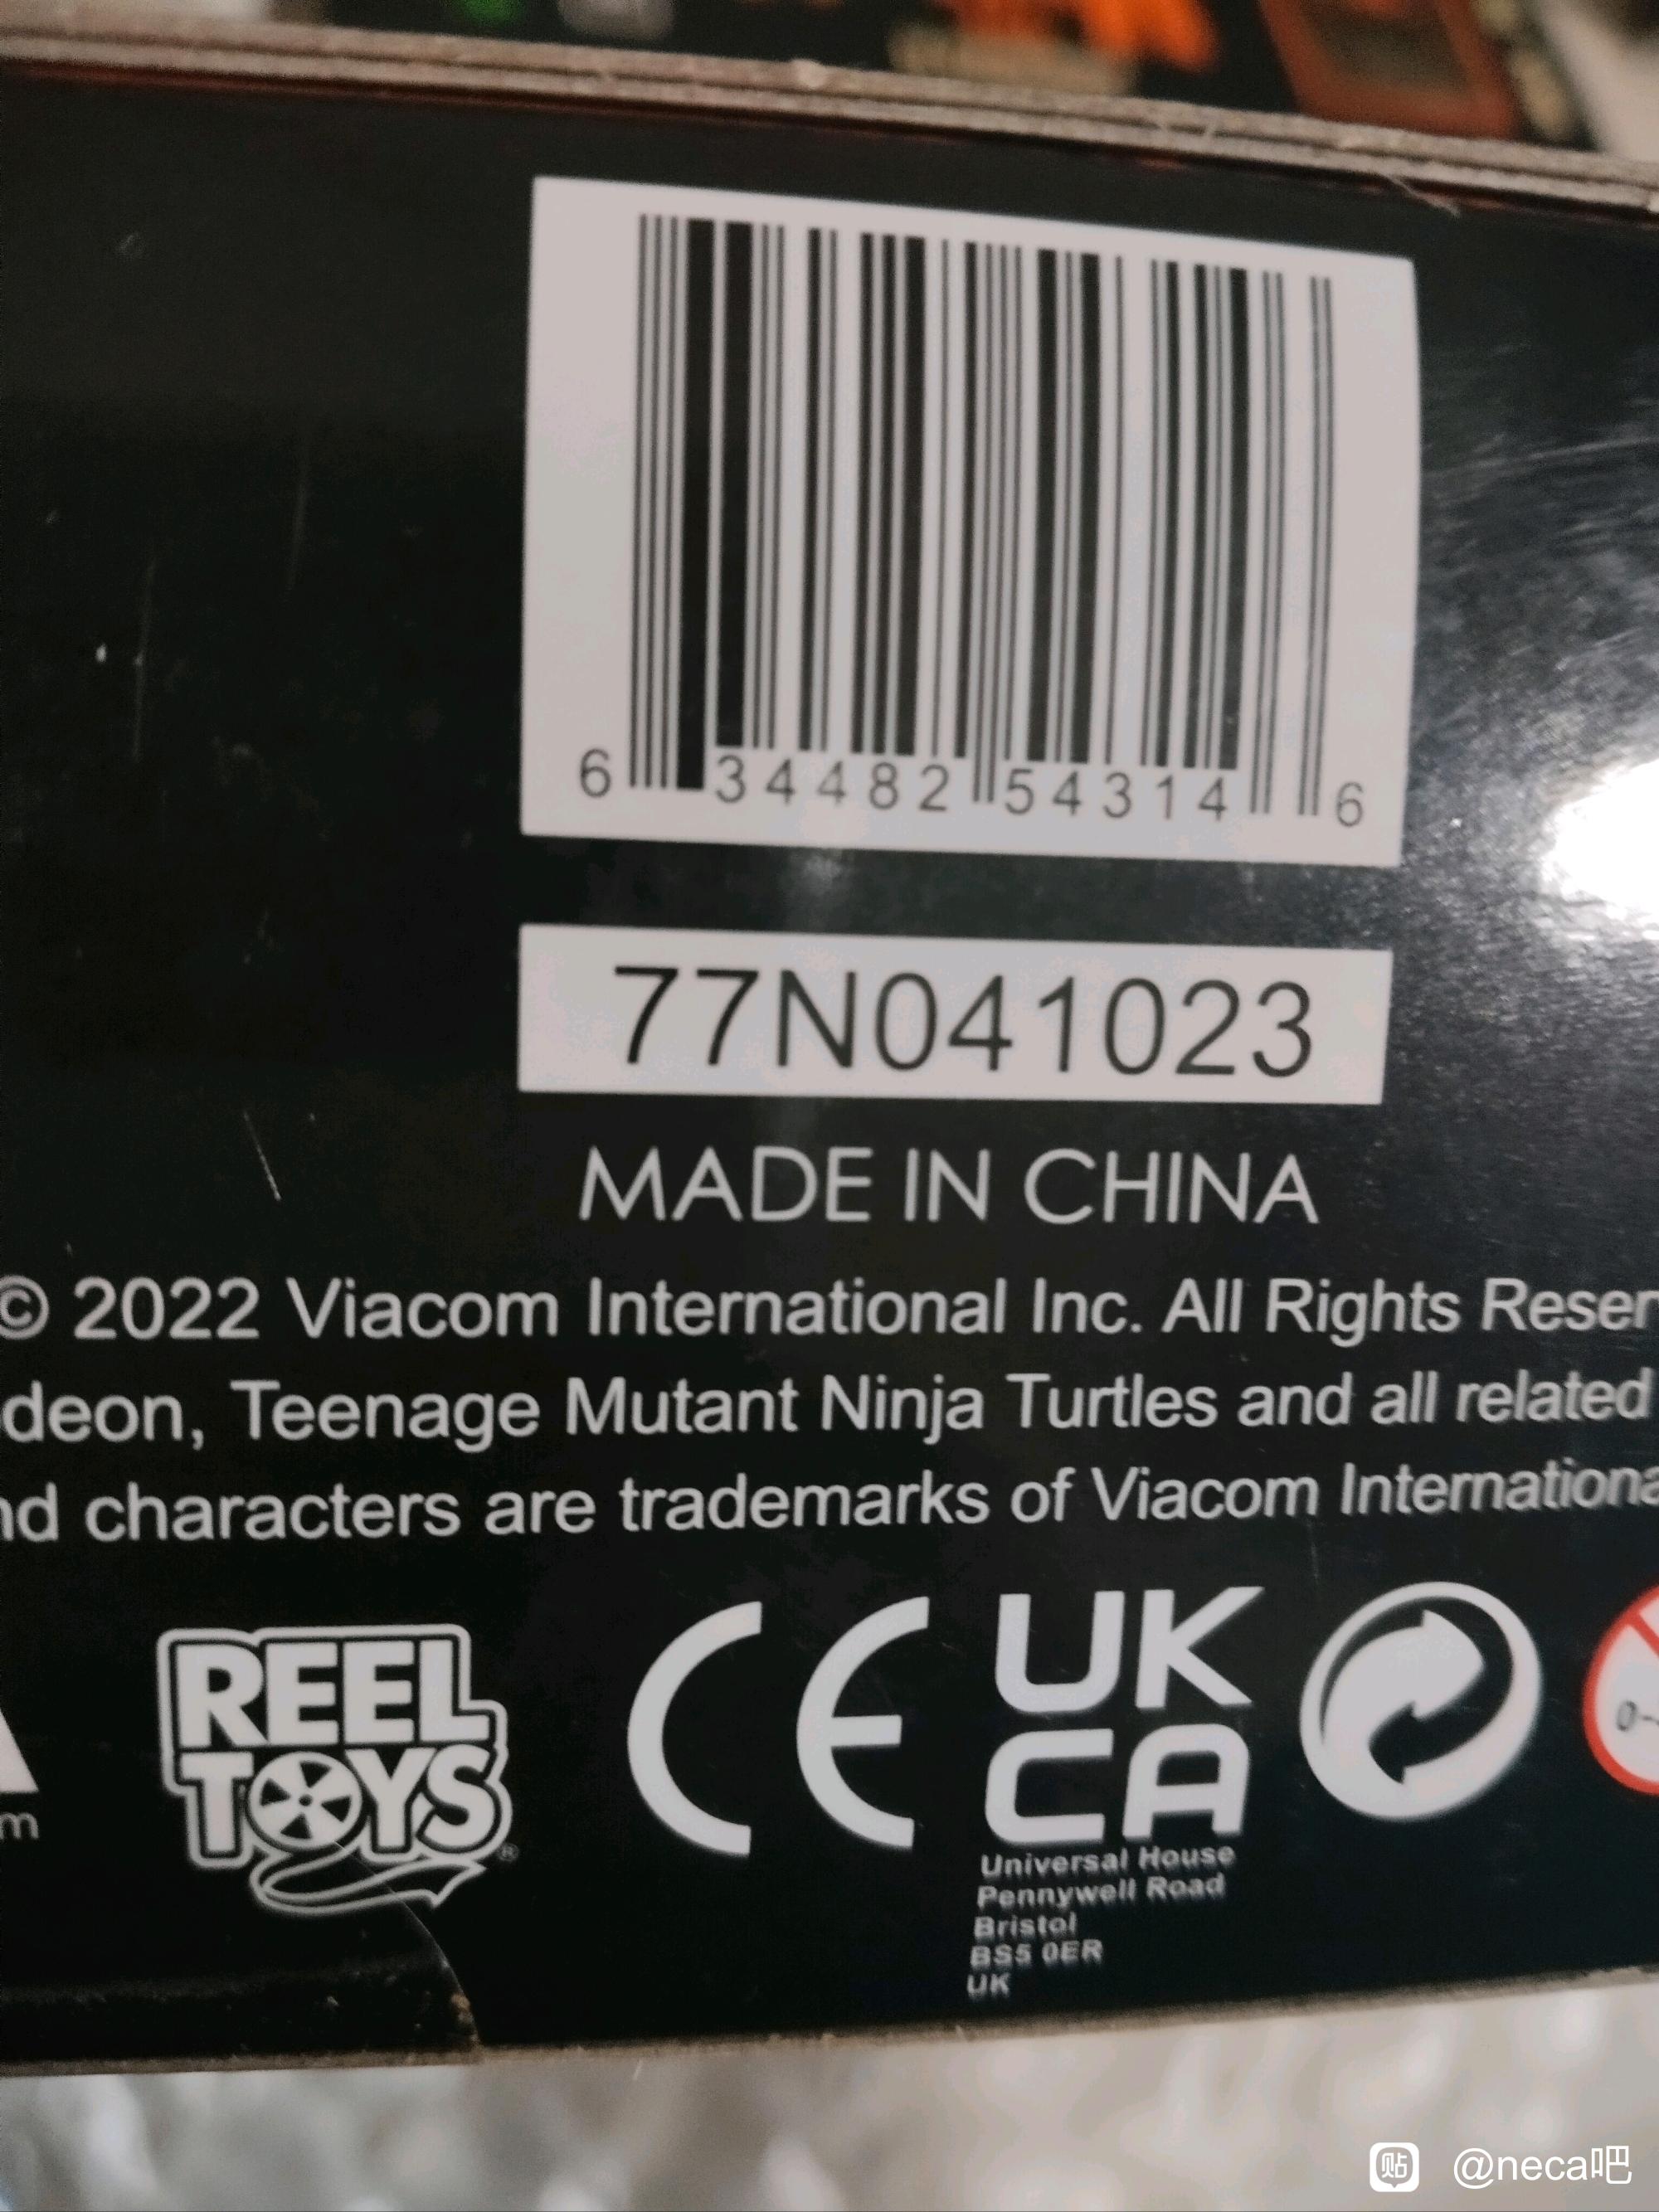 6 34482 54314 6
77N041023
MADE IN CHINA
© 2022 Viacom International Inc. All Rights Reser
deon, Teenage Mutant Ninja Turtles and all related
nd characters are trademarks of Viacom Internationa
m
REEL
TOYS
®
CE
UK
CA
Universal House
Pennywell Road
Bristol
BS5 0ER
UK
0-
贴 @neca吧